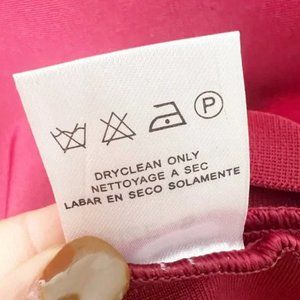 P
DRYCLEAN ONLY
NETTOYAGE A SEC
LABAR EN SECO SOLAMENTE